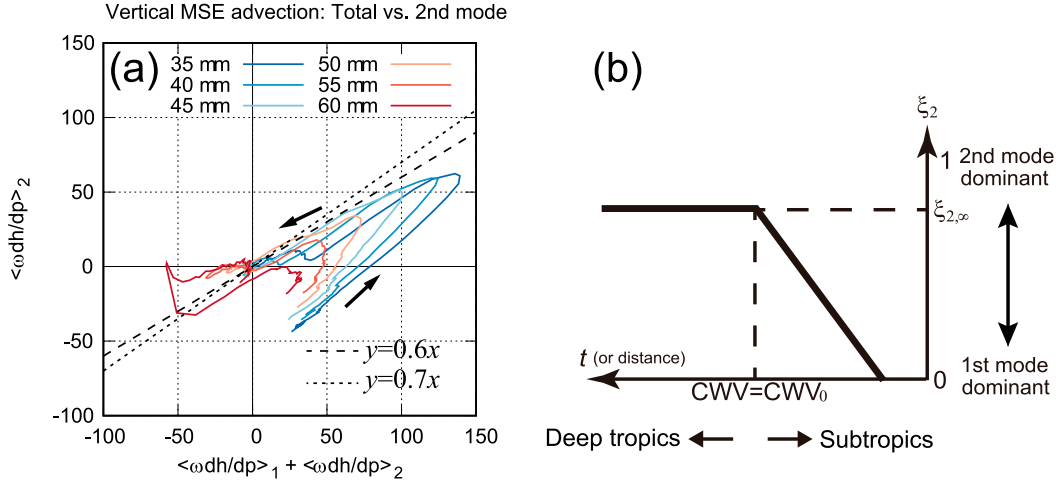 Vertical MSE advection: Total vs. 2nd mode
(a)
35 mm
40 mm
45 mm
50 mm
55 mm
60 mm
150
100
50
0
-50
-100
<ωdh/dp>₂
y=0.6x
y=0.7x
-100 -50 0 50 100 150
<ωdh/dp>₁ + <ωdh/dp>₂
(b)
ξ₂
1
2nd mode
dominant
ξ₂,∞
0
1st mode
dominant
t (or distance)
CWV=CWV₀
Deep tropics
Subtropics